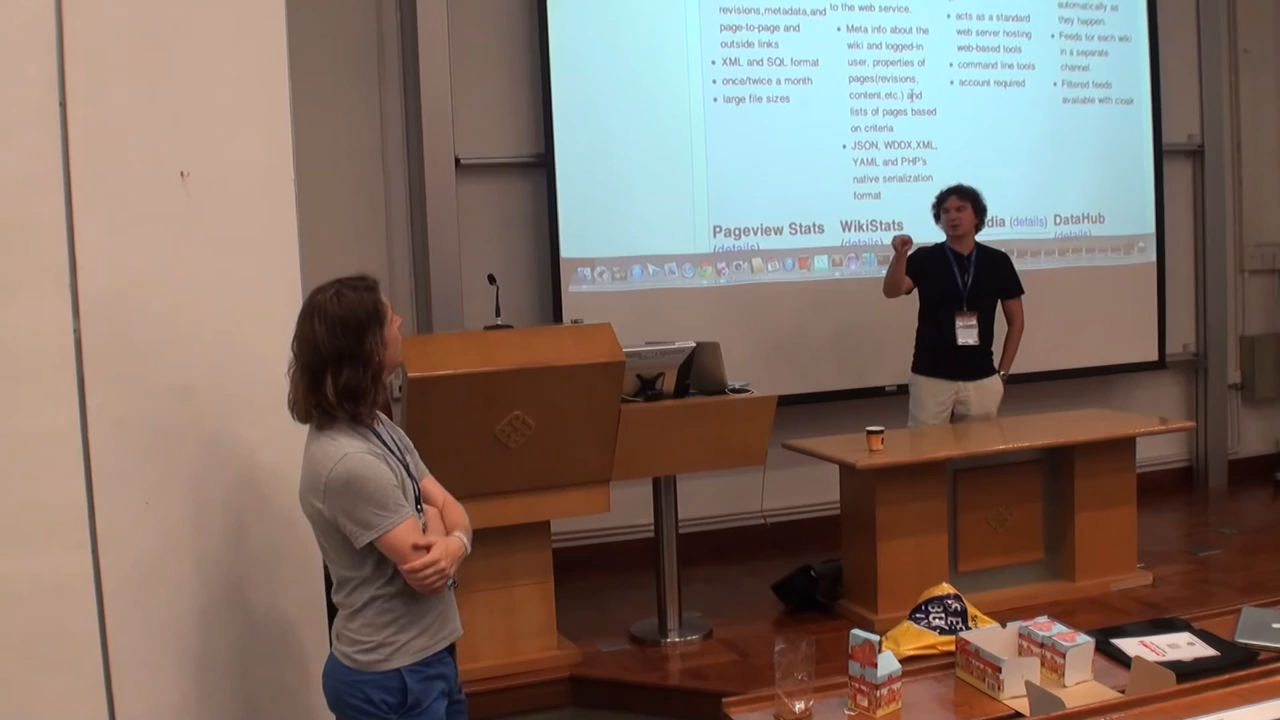 revisions,metadata,and
page-to-page and
outside links
• XML and SQL format
• once/twice a month
• large file sizes
to the web service.
• Meta info about the
wiki and logged-in
user, properties of
pages(revisions,
content,etc.) and
lists of pages based
on criteria
• JSON, WDDX,XML,
YAML and PHP's
native serialization
format
• acts as a standard
web server hosting
web-based tools
• command line tools
• account required
automatically as
they happen.
• Feeds for each wiki
in a separate
channel.
• Filtered feeds
available with cloak
Pageview Stats
(details)
WikiStats
(details)
dia (details)
DataHub
(details)